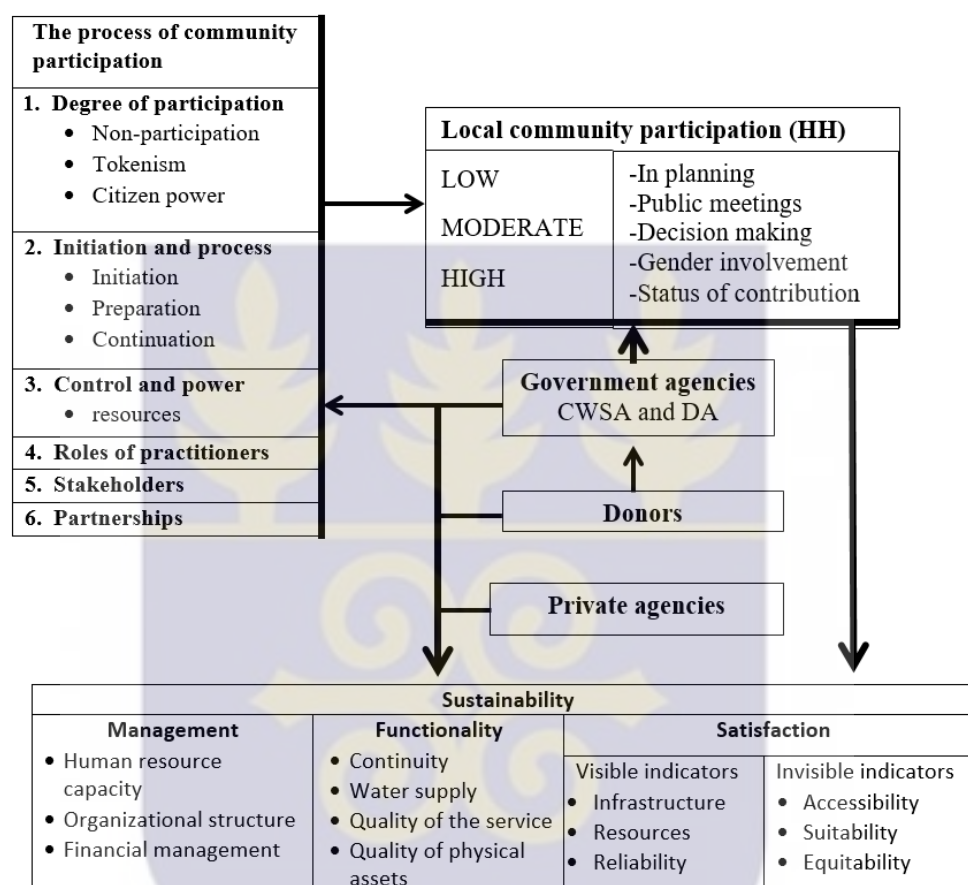 The process of community
participation
1. Degree of participation
• Non-participation
• Tokenism
• Citizen power
2. Initiation and process
• Initiation
• Preparation
• Continuation
3. Control and power
• resources
4. Roles of practitioners
5. Stakeholders
6. Partnerships
Local community participation (HH)
LOW
MODERATE
HIGH
-In planning
-Public meetings
-Decision making
-Gender involvement
-Status of contribution
Government agencies
CWSA and DA
Donors
Private agencies
Sustainability
Management
• Human resource
capacity
• Organizational structure
• Financial management
Functionality
• Continuity
• Water supply
• Quality of the service
• Quality of physical
assets
Satisfaction
Visible indicators
• Infrastructure
• Resources
• Reliability
Invisible indicators
• Accessibility
• Suitability
• Equitability